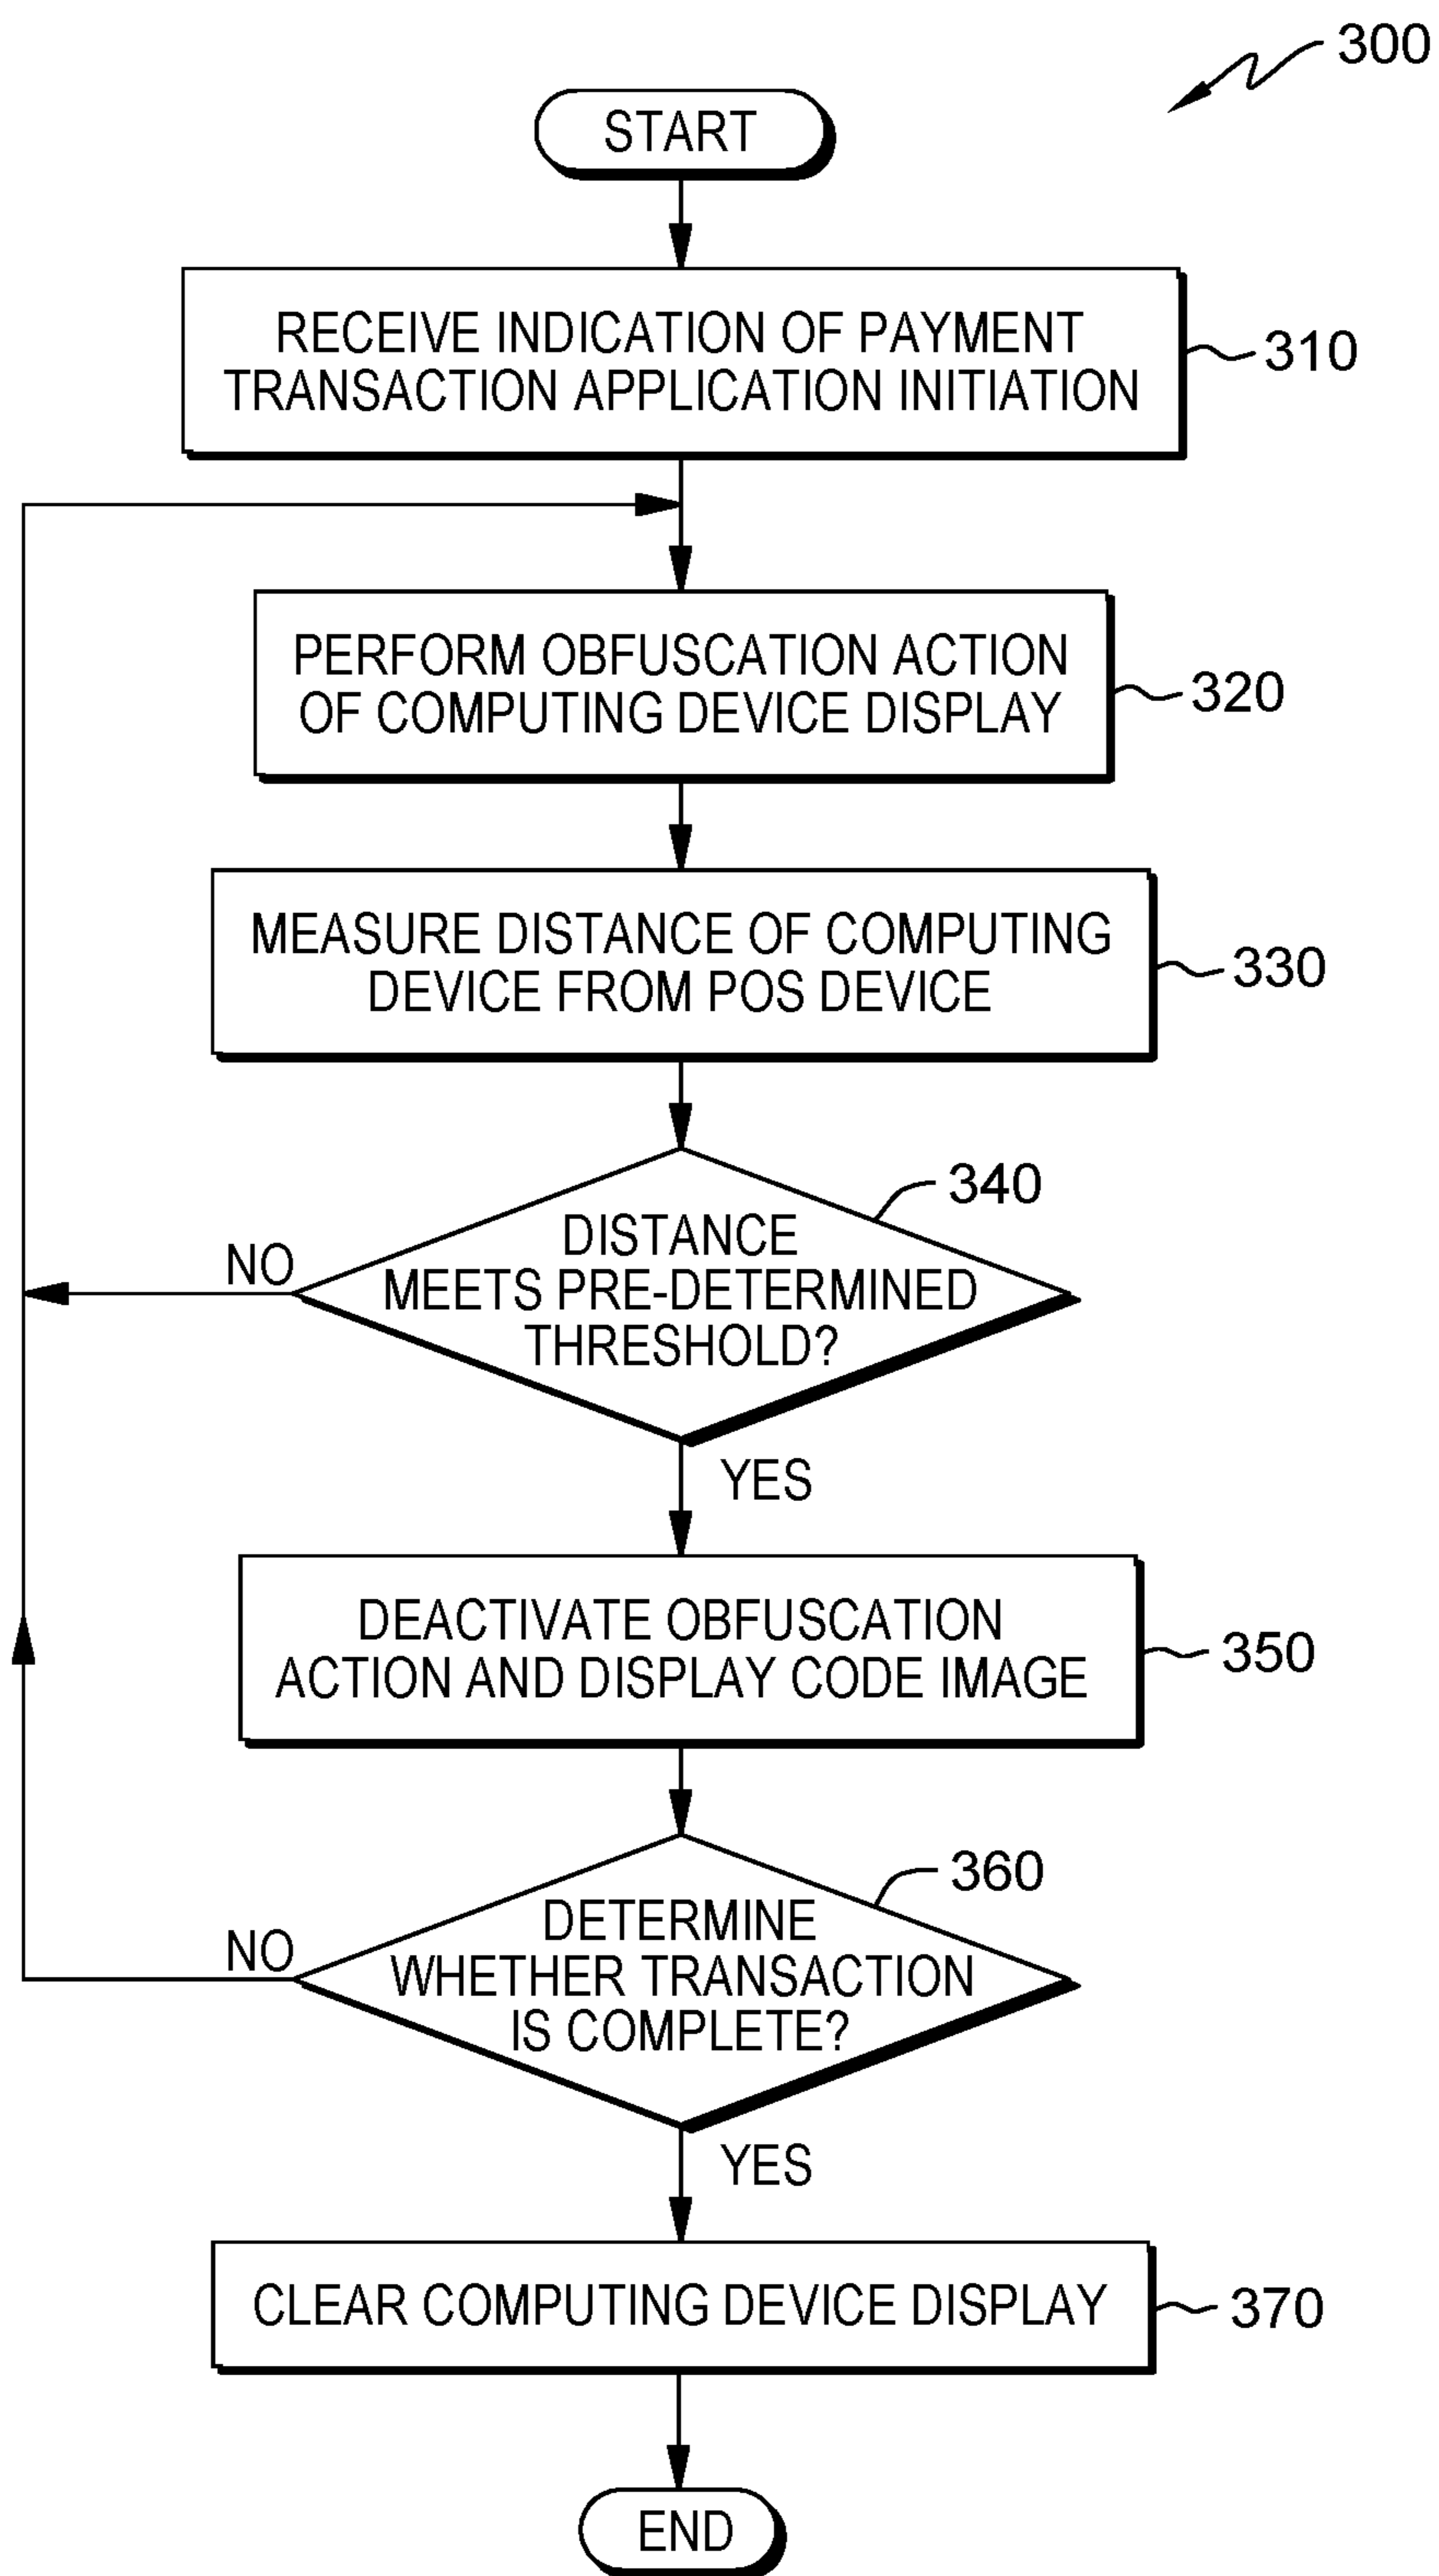 300
START
RECEIVE INDICATION OF PAYMENT
TRANSACTION APPLICATION INITIATION
310
PERFORM OBFUSCATION ACTION
OF COMPUTING DEVICE DISPLAY
320
MEASURE DISTANCE OF COMPUTING
DEVICE FROM POS DEVICE
330
340
DISTANCE
MEETS PRE-DETERMINED
THRESHOLD?
NO
YES
DEACTIVATE OBFUSCATION
ACTION AND DISPLAY CODE IMAGE
350
360
DETERMINE
WHETHER TRANSACTION
IS COMPLETE?
NO
YES
CLEAR COMPUTING DEVICE DISPLAY
370
END